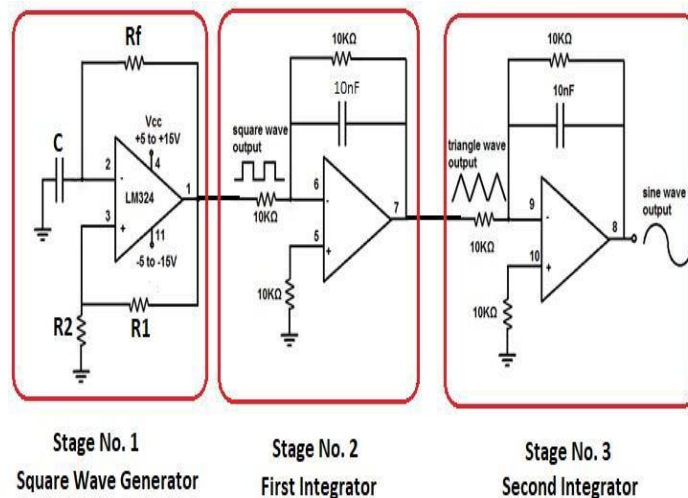 Rf
C
Vcc
+5 to +15V
2
-
4
LM324
1
3
+
11
-5 to -15V
R2
R1
10KΩ
10nF
square wave
output
10KΩ
6
-
7
5
+
10KΩ
10KΩ
10nF
triangle wave
output
10KΩ
9
-
8
sine wave
output
10
+
10KΩ
Stage No. 1
Square Wave Generator
Stage No. 2
First Integrator
Stage No. 3
Second Integrator